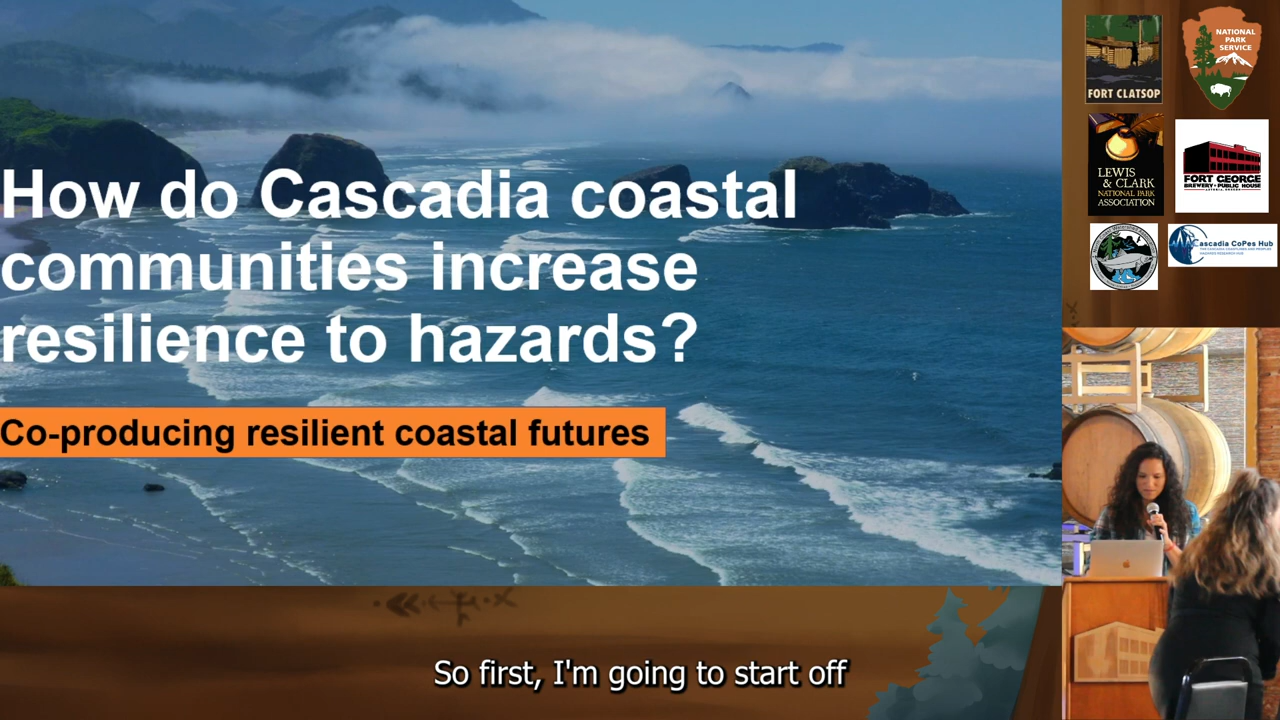 How do Cascadia coastal
communities increase
resilience to hazards?
Co-producing resilient coastal futures
So first, I'm going to start off
FORT CLATSOP
NATIONAL
PARK
SERVICE
LEWIS
& CLARK
NATIONAL PARK
ASSOCIATION
FORT GEORGE
BREWERY • PUBLIC HOUSE
ASTORIA, OREGON
Cascadia CoPes Hub